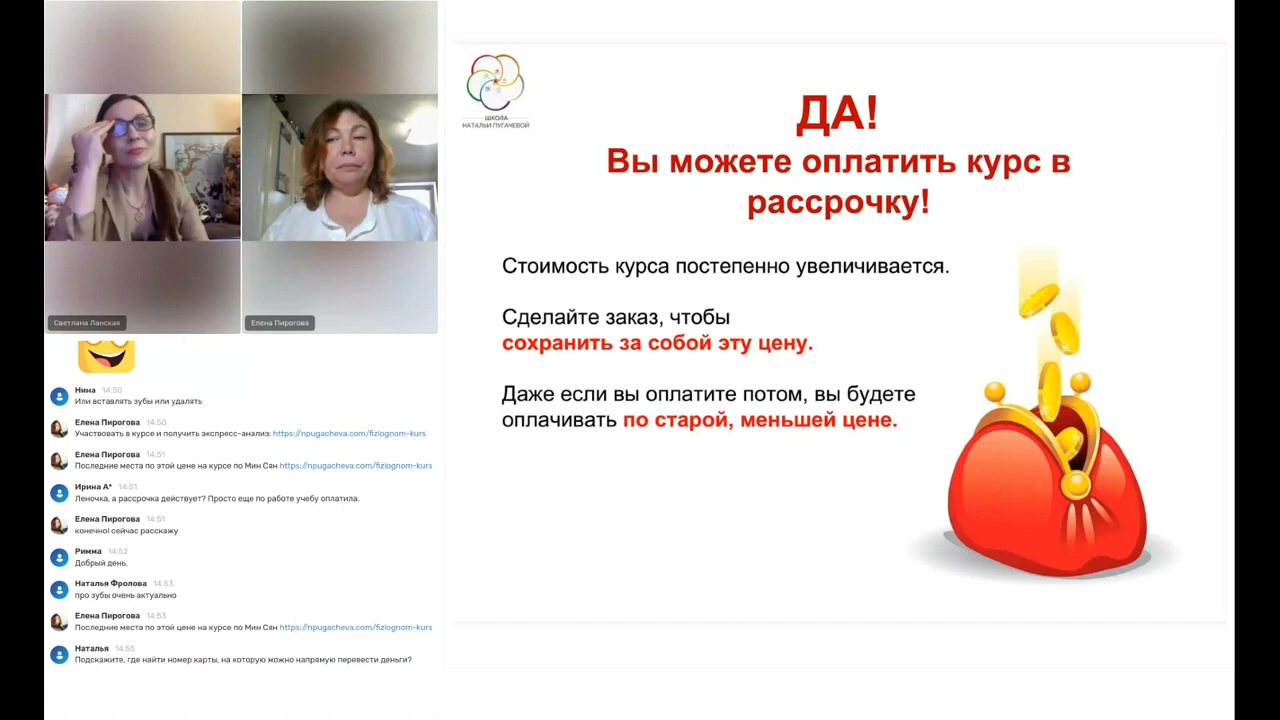 Светлана Ланская
Елена Пирогова
Нина 14:50
Или вставлять зубы или удалять
Елена Пирогова 14:50
Участвовать в курсе и получить экспресс-анализ: https://npugacheva.com/fiziognom-kurs
Елена Пирогова 14:51
Последние места по этой цене на курсе по Мин Сян https://npugacheva.com/fiziognom-kurs
Ирина А* 14:51
Леночка, а рассрочка действует? Просто еще по работе учебу оплатила.
Елена Пирогова 14:51
конечно! сейчас расскажу
Римма 14:52
Добрый день.
Наталья Фролова 14:53
про зубы очень актуально
Елена Пирогова 14:53
Последние места по этой цене на курсе по Мин Сян https://npugacheva.com/fiziognom-kurs
Наталья 14:55
Подскажите, где найти номер карты, на которую можно напрямую перевести деньги?
ШКОЛА
НАТАЛЬИ ПУГАЧЕВОЙ
ДА!
Вы можете оплатить курс в
рассрочку!
Стоимость курса постепенно увеличивается.
Сделайте заказ, чтобы
сохранить за собой эту цену.
Даже если вы оплатите потом, вы будете
оплачивать по старой, меньшей цене.